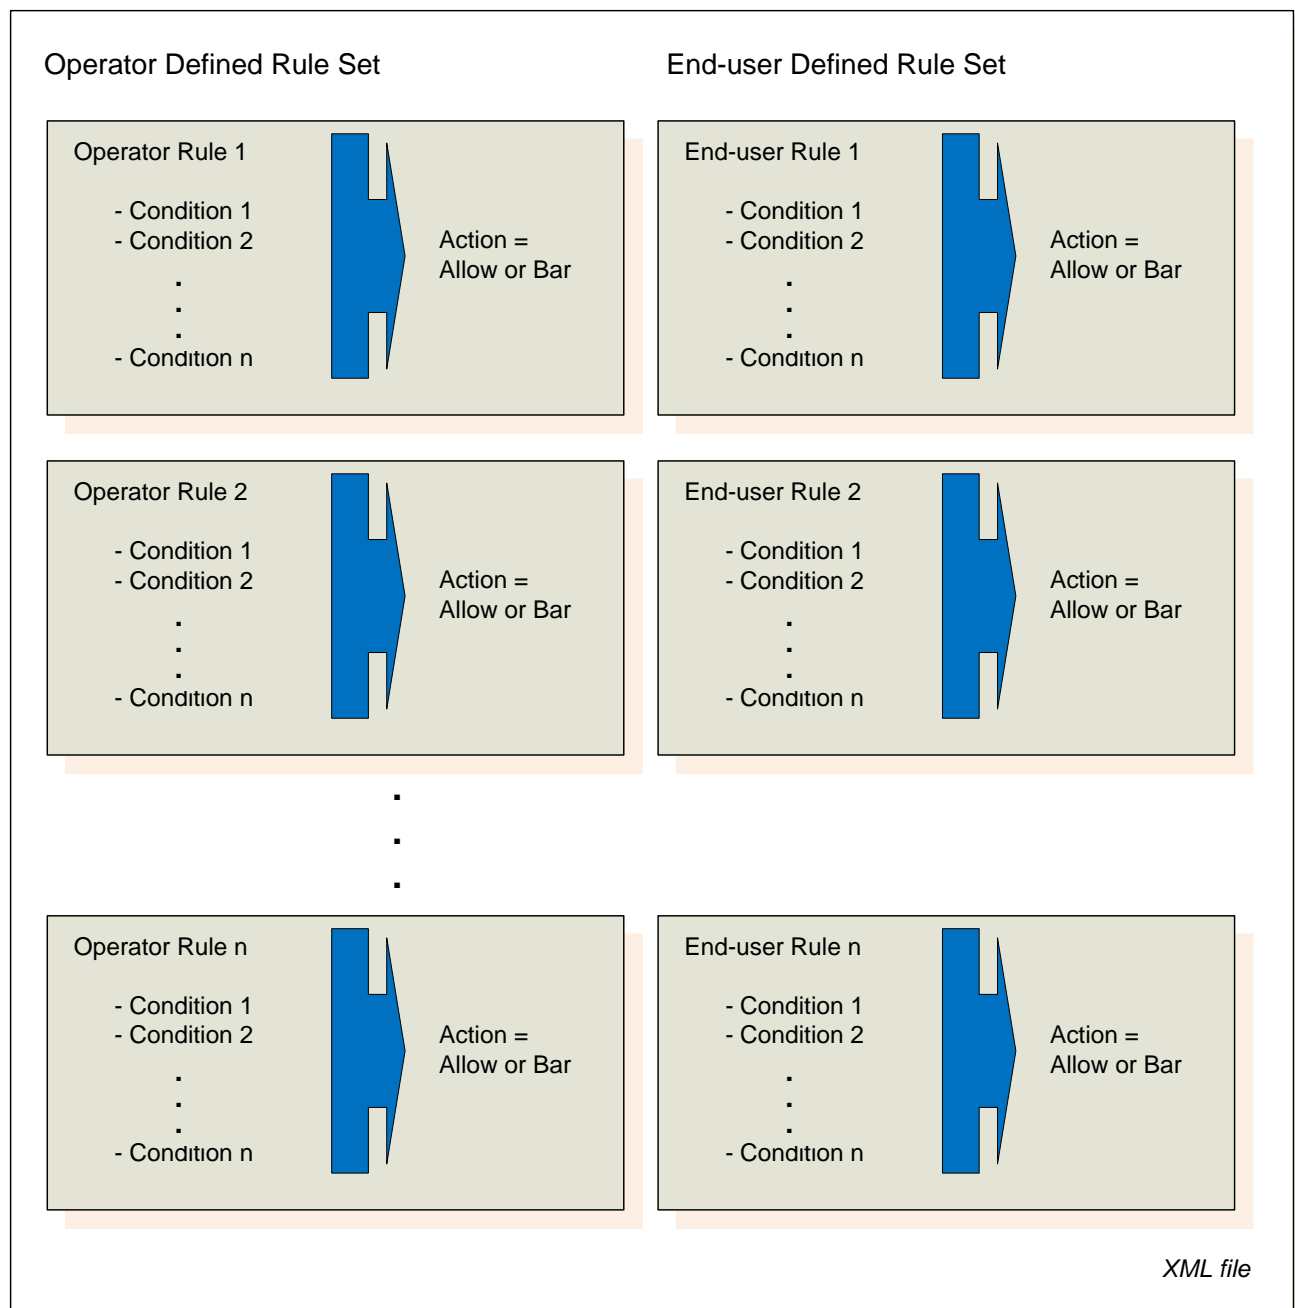 Operator Defined Rule Set
End-user Defined Rule Set
Operator Rule 1
- Condition 1
- Condition 2
.
.
.
- Condition n
Action =
Allow or Bar
End-user Rule 1
- Condition 1
- Condition 2
.
.
.
- Condition n
Action =
Allow or Bar
Operator Rule 2
- Condition 1
- Condition 2
.
.
.
- Condition n
Action =
Allow or Bar
End-user Rule 2
- Condition 1
- Condition 2
.
.
.
- Condition n
Action =
Allow or Bar
.
.
.
Operator Rule n
- Condition 1
- Condition 2
.
.
.
- Condition n
Action =
Allow or Bar
End-user Rule n
- Condition 1
- Condition 2
.
.
.
- Condition n
Action =
Allow or Bar
XML file